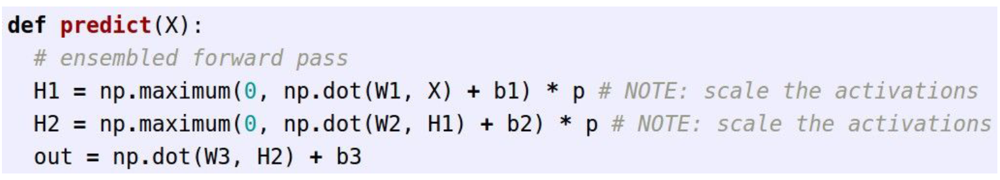 def predict(X):
# ensembled forward pass
H1 = np.maximum(0, np.dot(W1, X) + b1) * p # NOTE: scale the activations
H2 = np.maximum(0, np.dot(W2, H1) + b2) * p # NOTE: scale the activations
out = np.dot(W3, H2) + b3